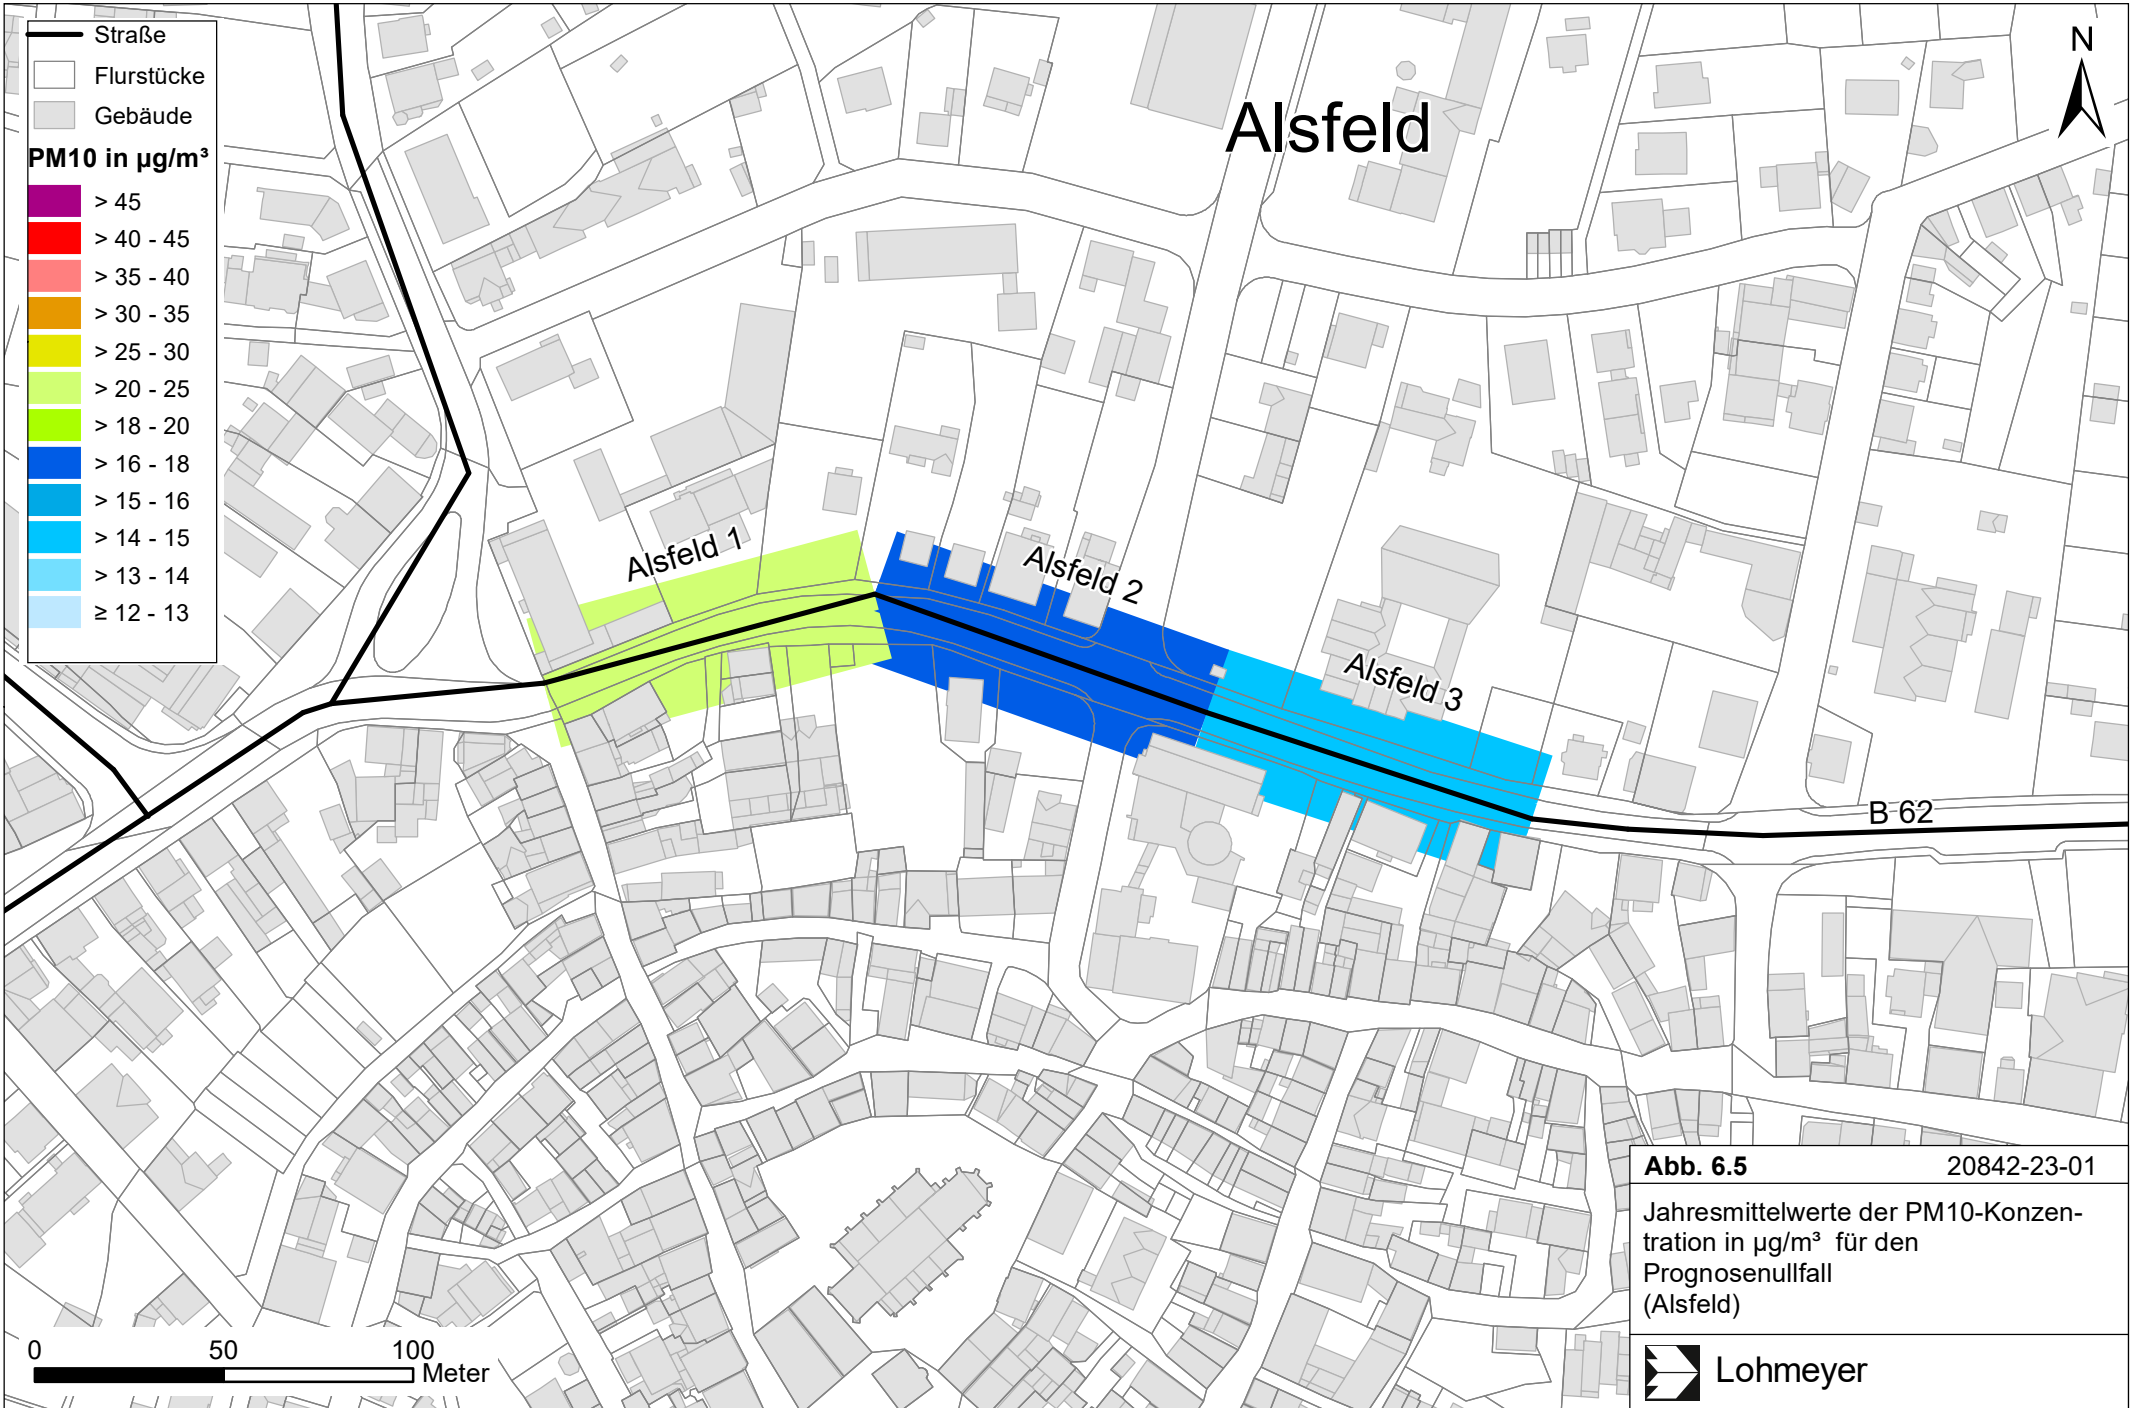 Straße
Flurstücke
Gebäude
PM10 in µg/m³
> 45
> 40 - 45
> 35 - 40
> 30 - 35
> 25 - 30
> 20 - 25
> 18 - 20
> 16 - 18
> 15 - 16
> 14 - 15
> 13 - 14
≥ 12 - 13
Alsfeld
N
Alsfeld 1
Alsfeld 2
Alsfeld 3
B 62
0 50 100
Meter
Abb. 6.5 20842-23-01
Jahresmittelwerte der PM10-Konzen-
tration in µg/m³ für den
Prognosenullfall
(Alsfeld)
Lohmeyer